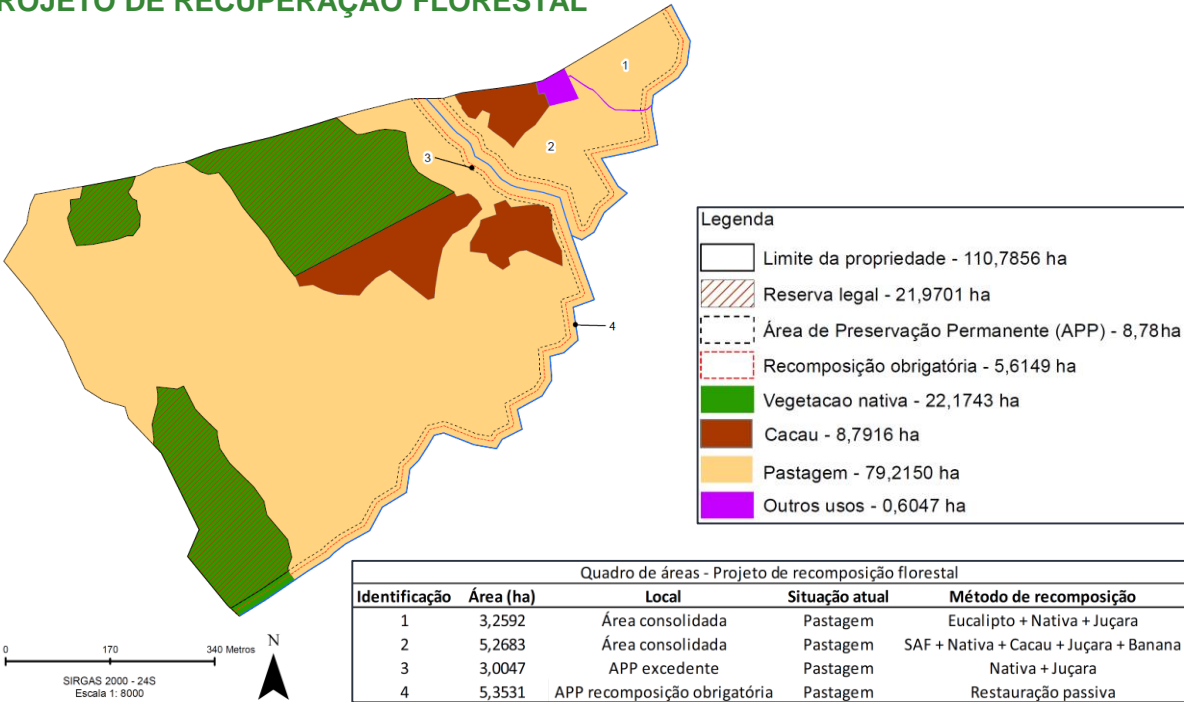 PROJETO DE RECUPERAÇÃO FLORESTAL
1
2
3
4
Legenda
Limite da propriedade - 110,7856 ha
Reserva legal - 21,9701 ha
Área de Preservação Permanente (APP) - 8,78ha
Recomposição obrigatória - 5,6149 ha
Vegetacao nativa - 22,1743 ha
Cacau - 8,7916 ha
Pastagem - 79,2150 ha
Outros usos - 0,6047 ha
Quadro de áreas - Projeto de recomposição florestal
Identificação Área (ha) Local Situação atual Método de recomposição
1 3,2592 Área consolidada Pastagem Eucalipto + Nativa + Juçara
2 5,2683 Área consolidada Pastagem SAF + Nativa + Cacau + Juçara + Banana
3 3,0047 APP excedente Pastagem Nativa + Juçara
4 5,3531 APP recomposição obrigatória Pastagem Restauração passiva
0 170 340 Metros
N
SIRGAS 2000 - 24S
Escala 1: 8000